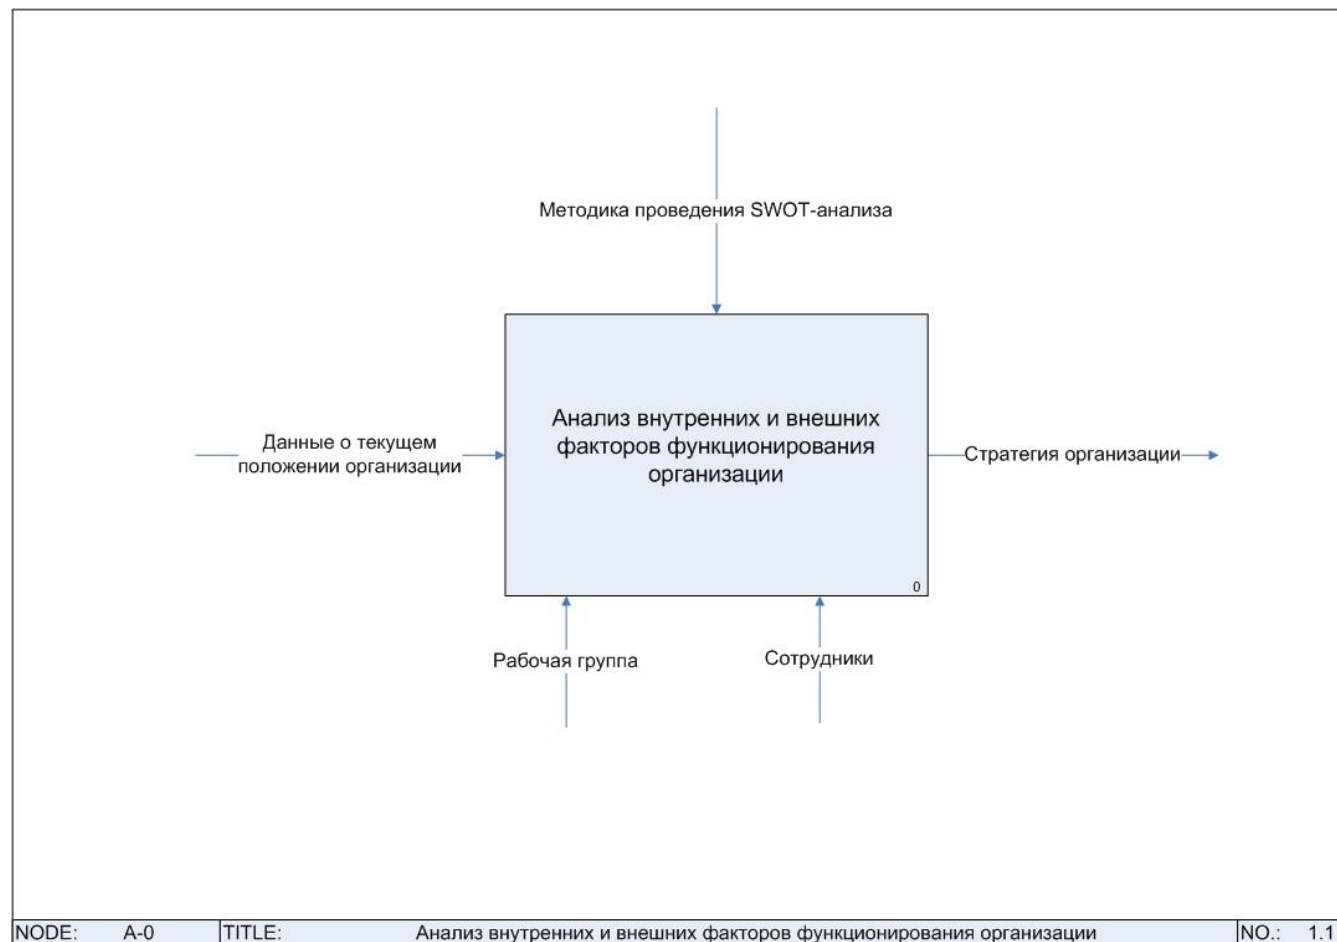 Методика проведения SWOT-анализа
Анализ внутренних и внешних
факторов функционирования
организации
Данные о текущем
положении организации
Стратегия организации
0
Рабочая группа
Сотрудники
NODE: A-0 TITLE: Анализ внутренних и внешних факторов функционирования организации NO.: 1.1